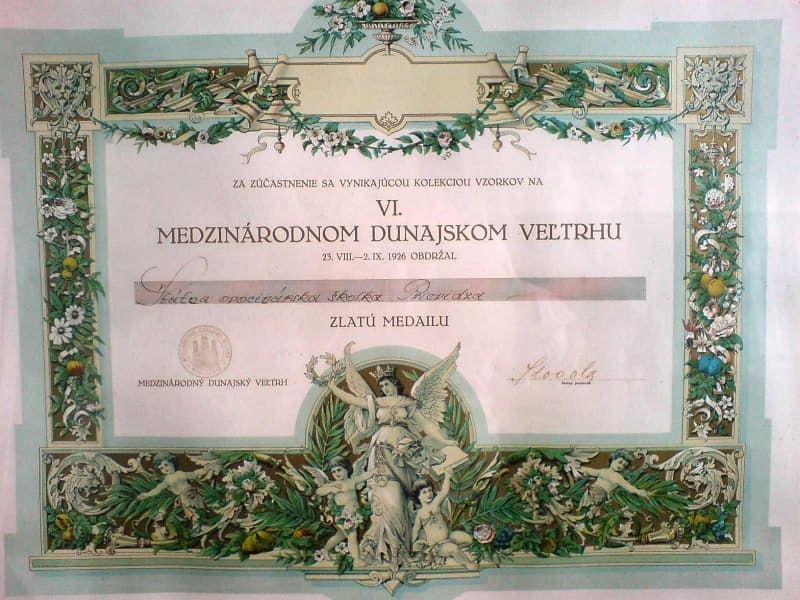 ZA ZÚČASTNENIE SA VYNIKAJÚCOU KOLEKCIOU VZORKOV NA
VI.
MEDZINÁRODNOM DUNAJSKOM VEĽTRHU
23. VIII.—2. IX. 1926 OBDRŽAL
Štátna ovocinárska škôlka Prievidza
ZLATÚ MEDAILU
MEDZINÁRODNÝ DUNAJSKÝ VEĽTRH